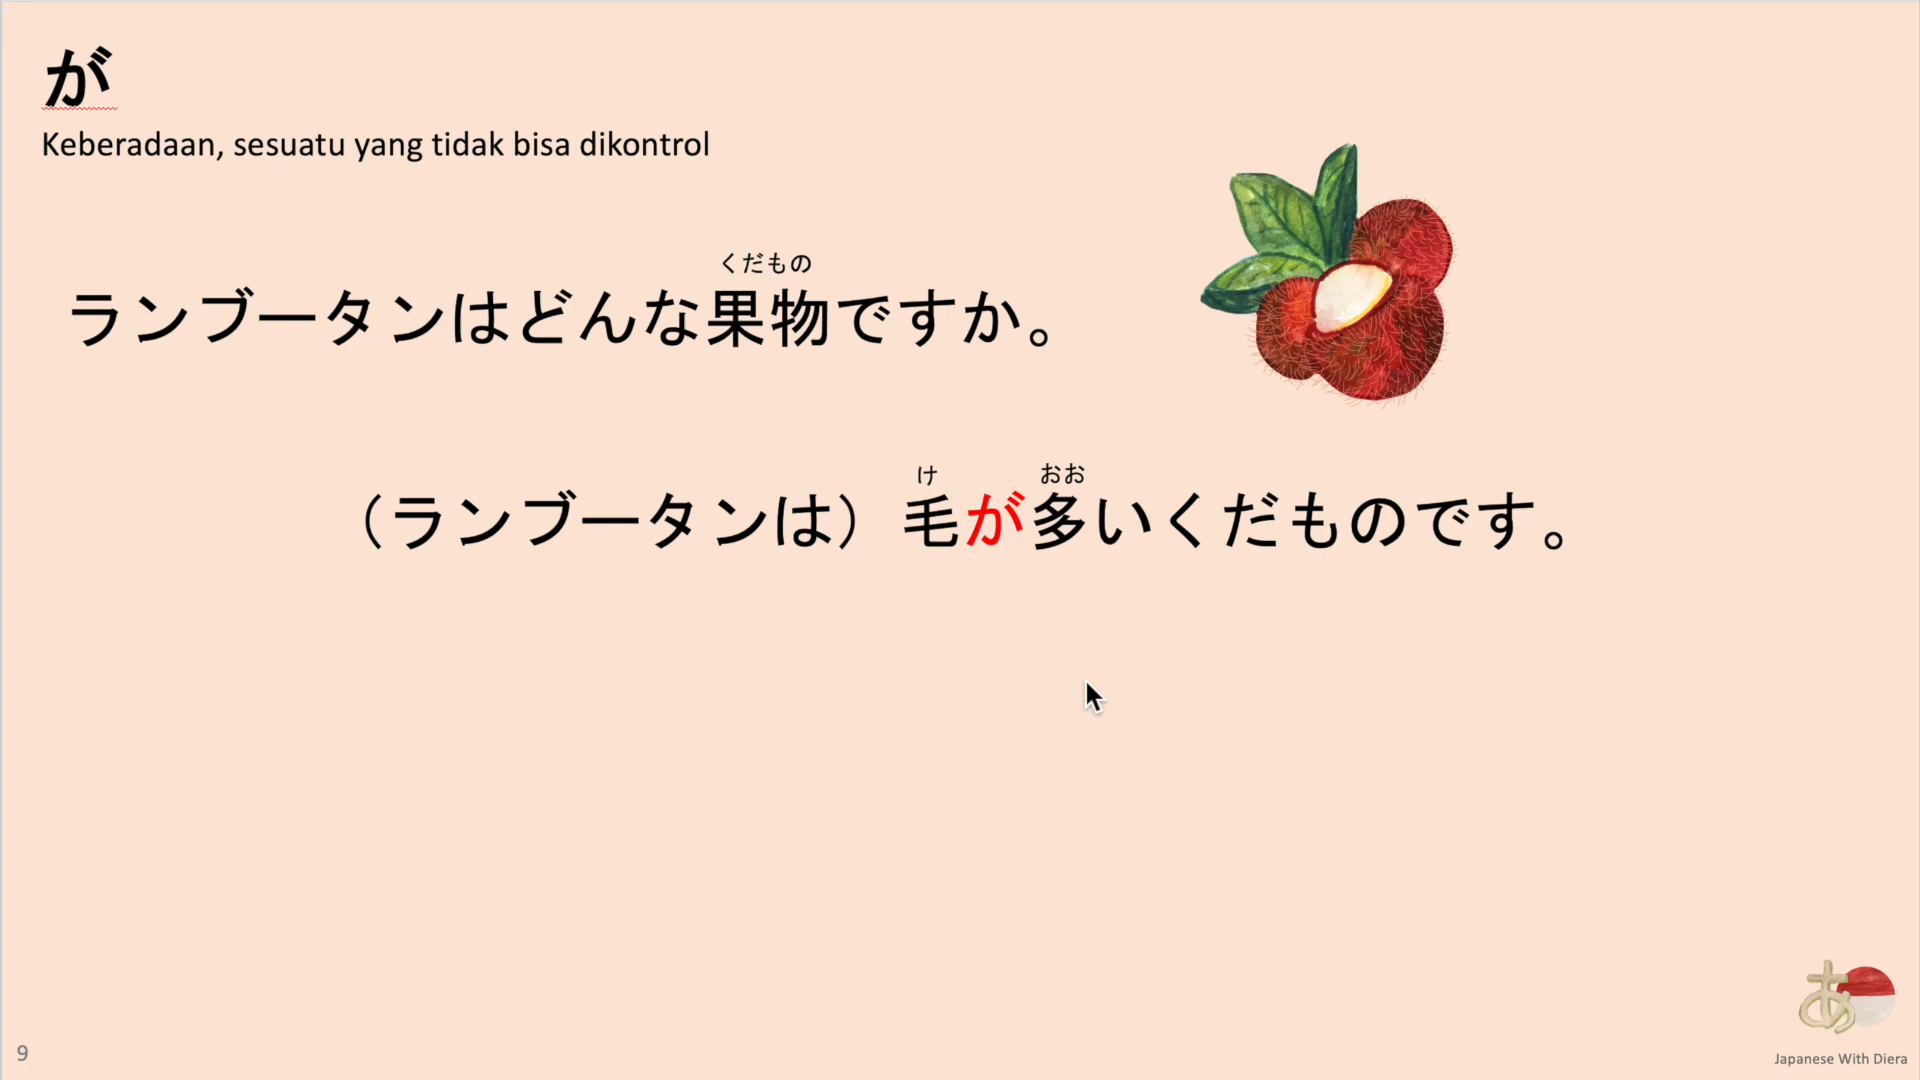 が
Keberadaan, sesuatu yang tidak bisa dikontrol
くだもの
ランブータンはどんな果物ですか。
け おお
（ランブータンは）毛が多いくだものです。
あ
9
Japanese With Diera